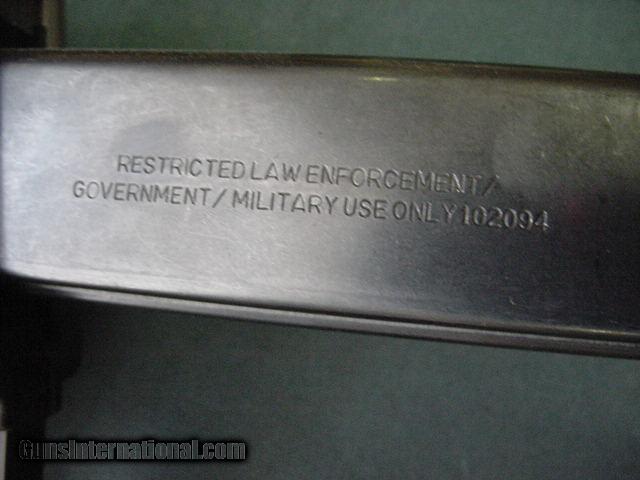 RESTRICTED LAW ENFORCEMENT/
GOVERNMENT/ MILITARY USE ONLY 102094
GunsInternational.com